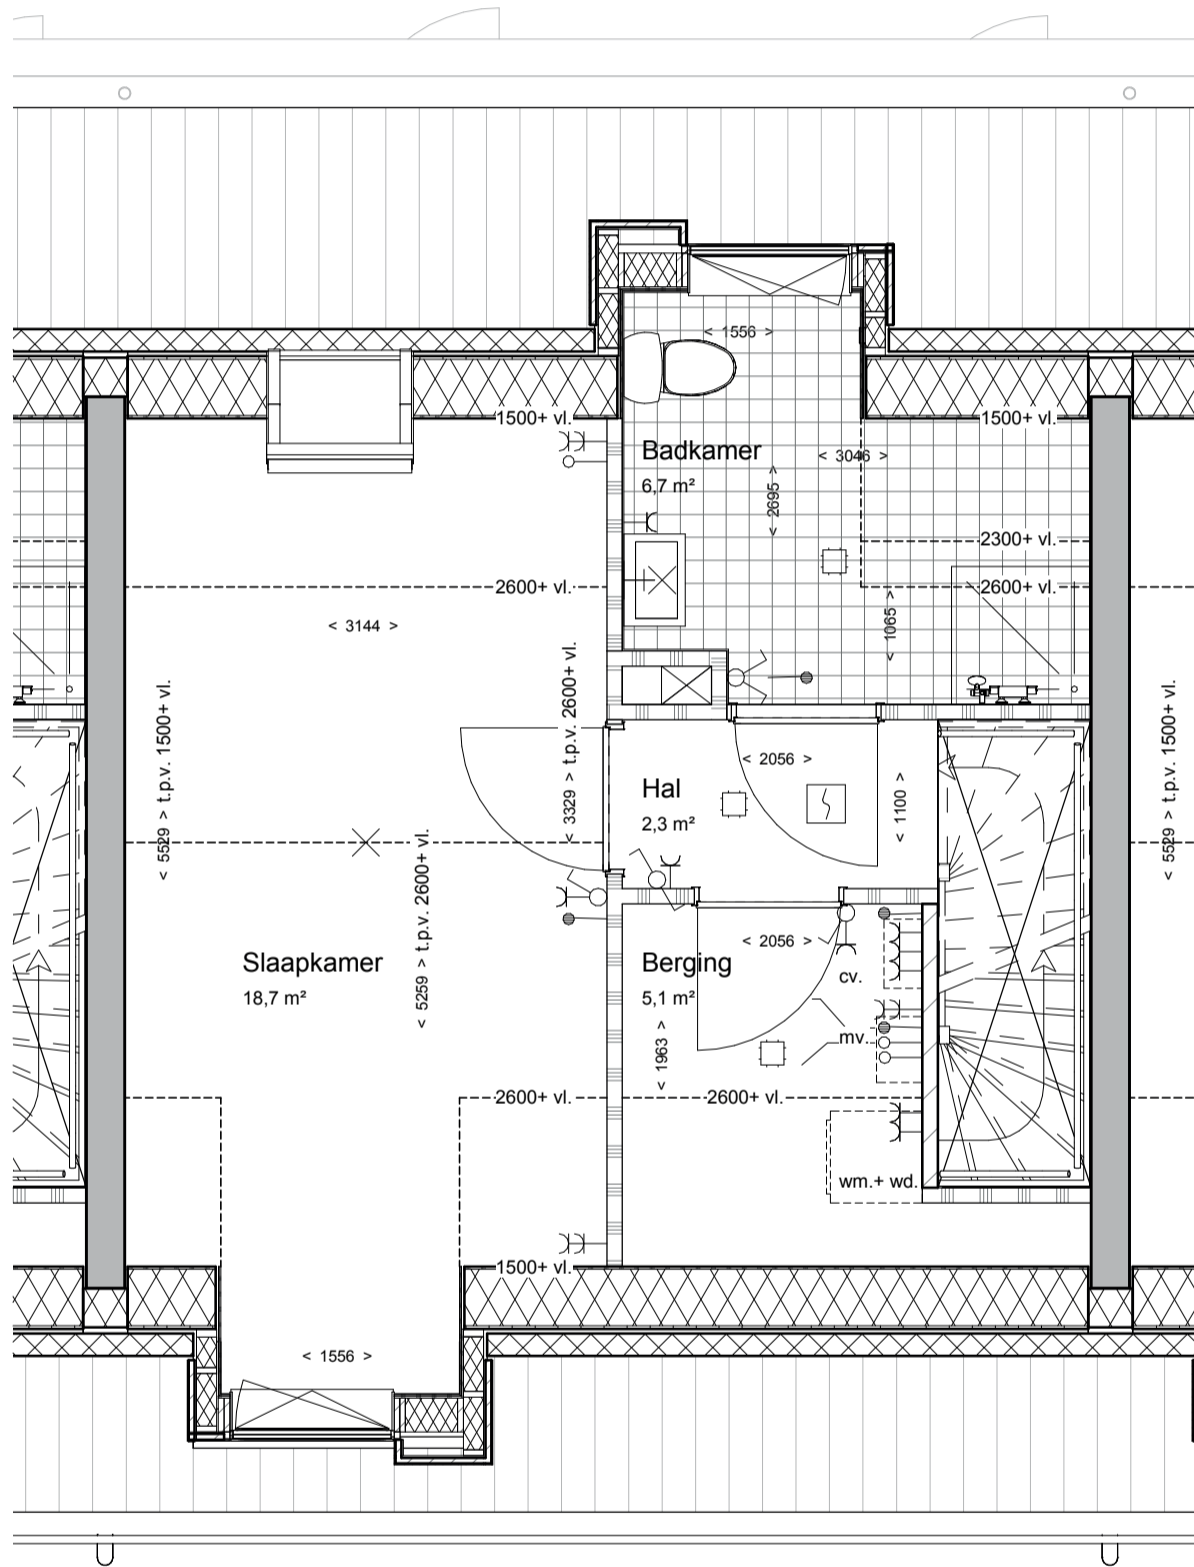 < 1556 >
1500+ vl.
1500+ vl.
Badkamer
6,7 m²
< 3046 >
< 2695 >
2300+ vl.
2600+ vl.
2600+ vl.
< 3144 >
< 1065 >
< 5529 > t.p.v. 1500+ vl.
< 3329 > t.p.v. 2600+ vl.
< 5529 > t.p.v. 1500+ vl.
< 2056 >
Hal
2,3 m²
< 1100 >
< 5259 > t.p.v. 2600+ vl.
Slaapkamer
18,7 m²
< 2056 >
Berging
5,1 m²
cv.
mv.
< 1963 >
2600+ vl.
2600+ vl.
wm.+ wd.
1500+ vl.
< 1556 >